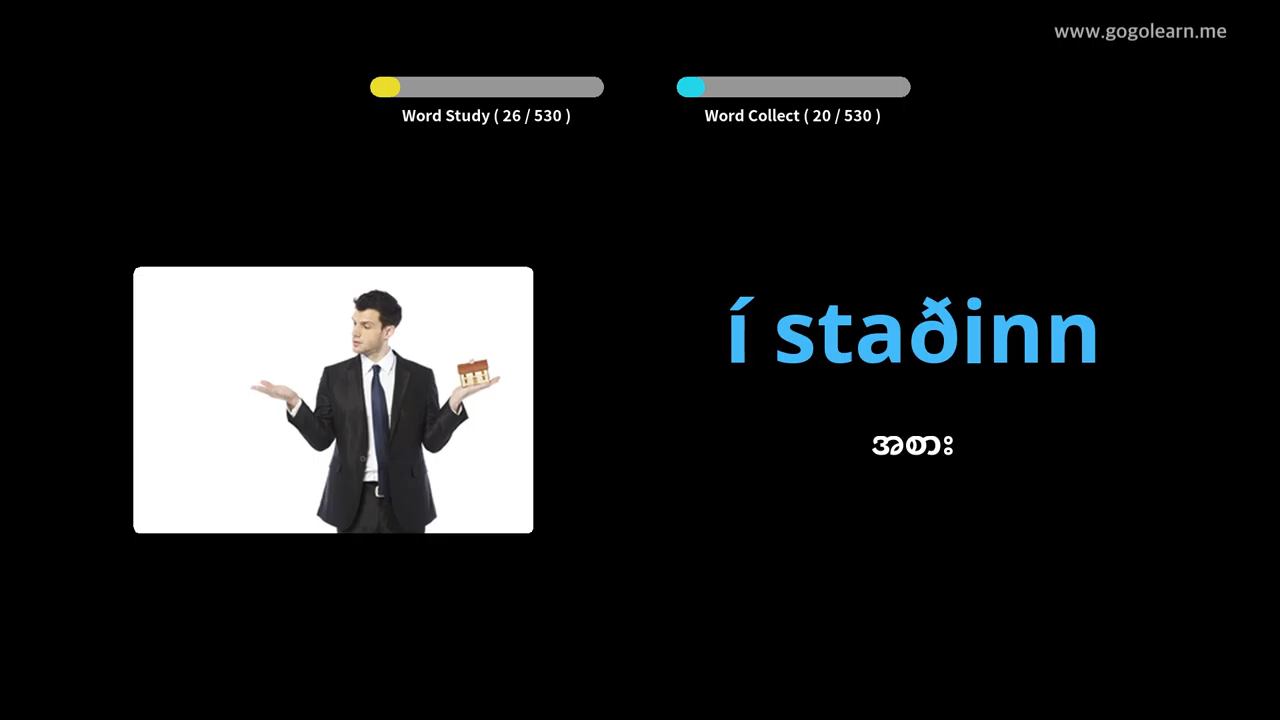 www.gogolearn.me
Word Study ( 26 / 530 )
Word Collect ( 20 / 530 )
í staðinn
အစား